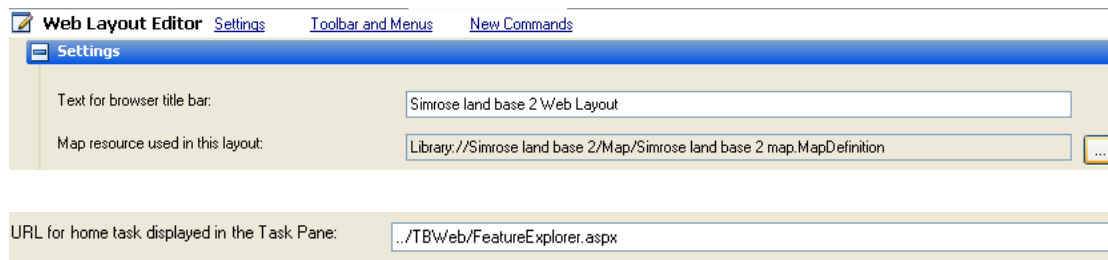 Web Layout Editor Settings Toolbar and Menus New Commands
Settings
Text for browser title bar: Simrose land base 2 Web Layout
Map resource used in this layout: Library://Simrose land base 2/Map/Simrose land base 2 map.MapDefinition ...
URL for home task displayed in the Task Pane: ../TBWeb/FeatureExplorer.aspx